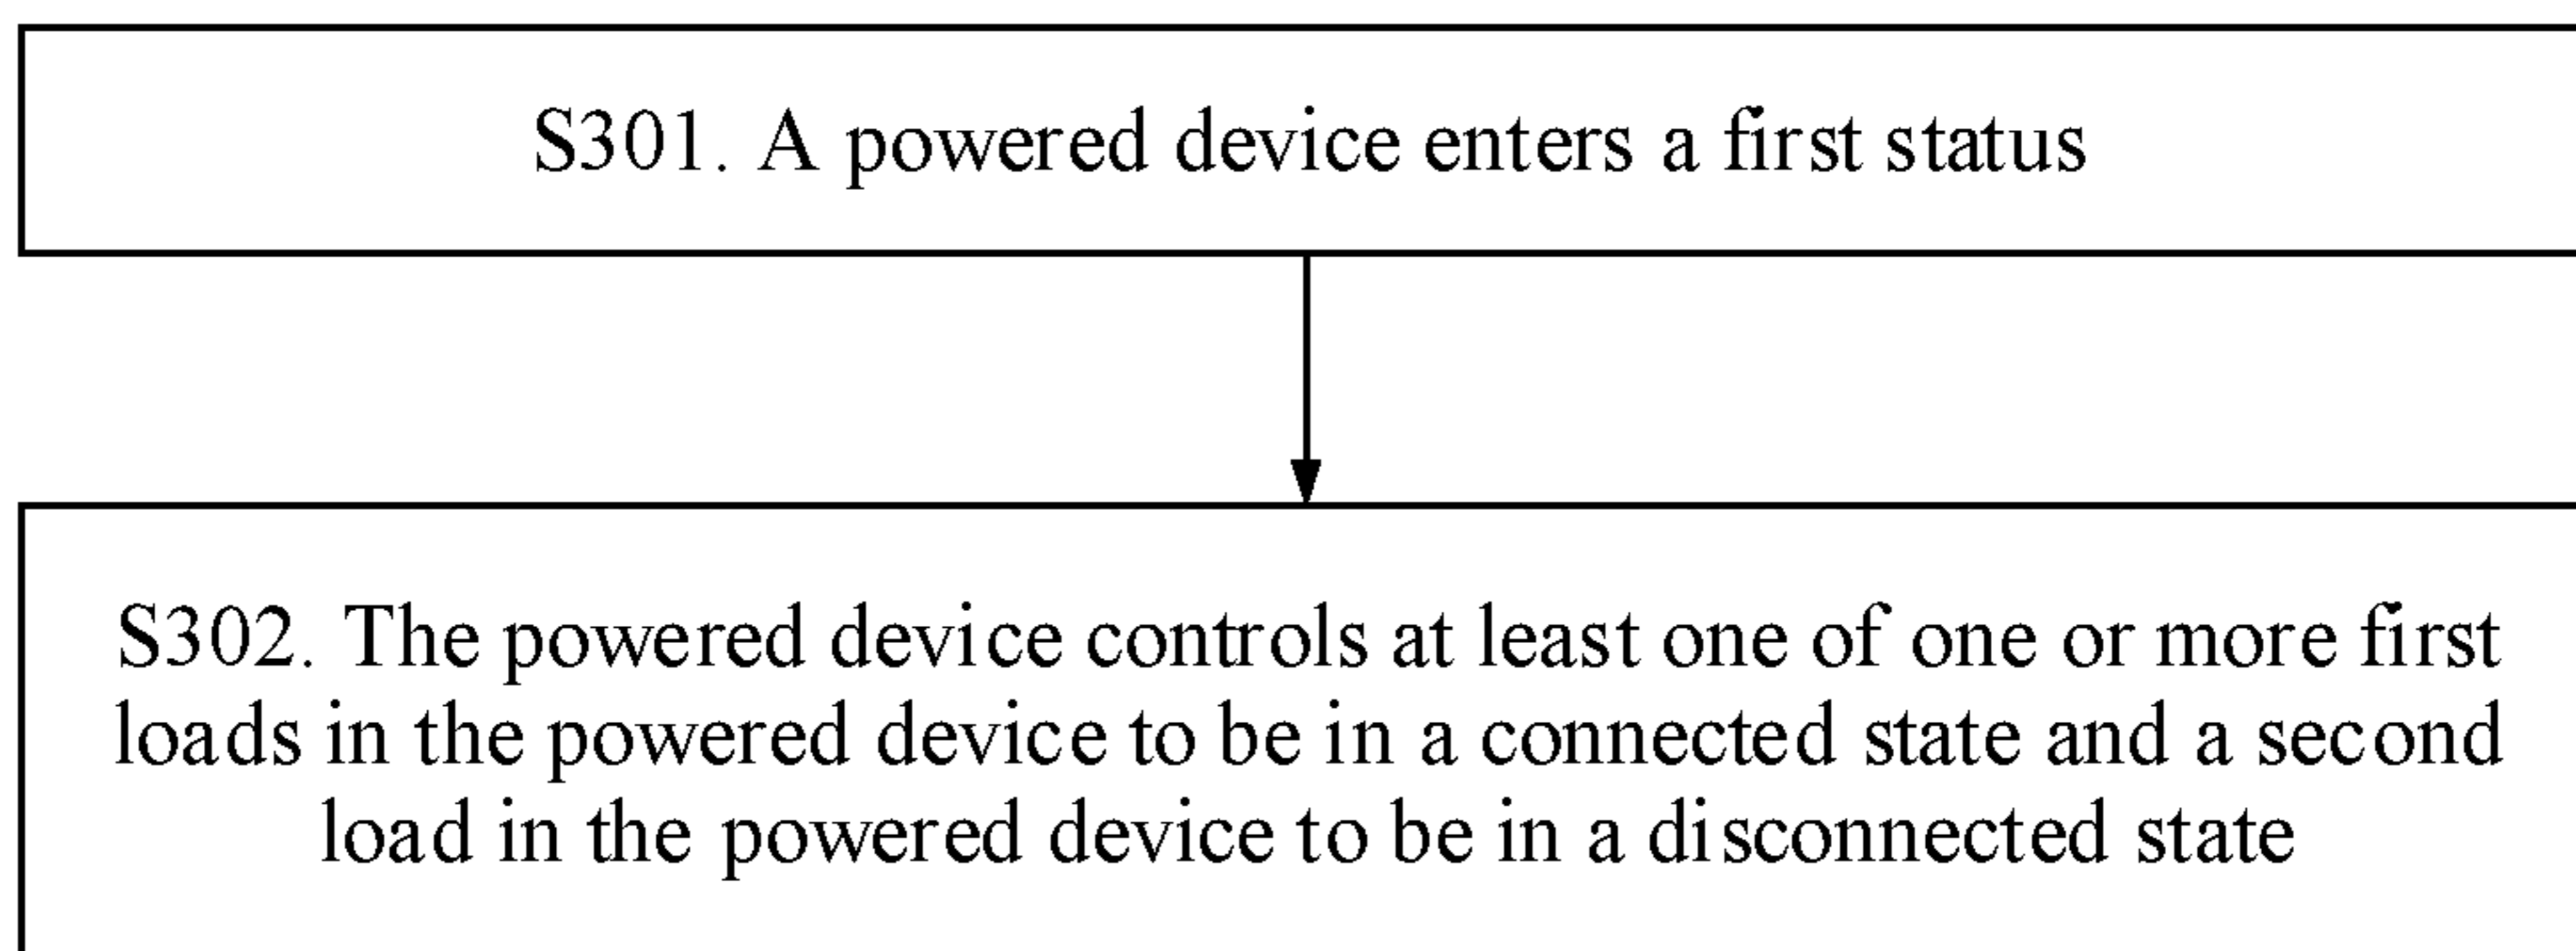 S301. A powered device enters a first status
S302. The powered device controls at least one of one or more first
loads in the powered device to be in a connected state and a second
load in the powered device to be in a disconnected state